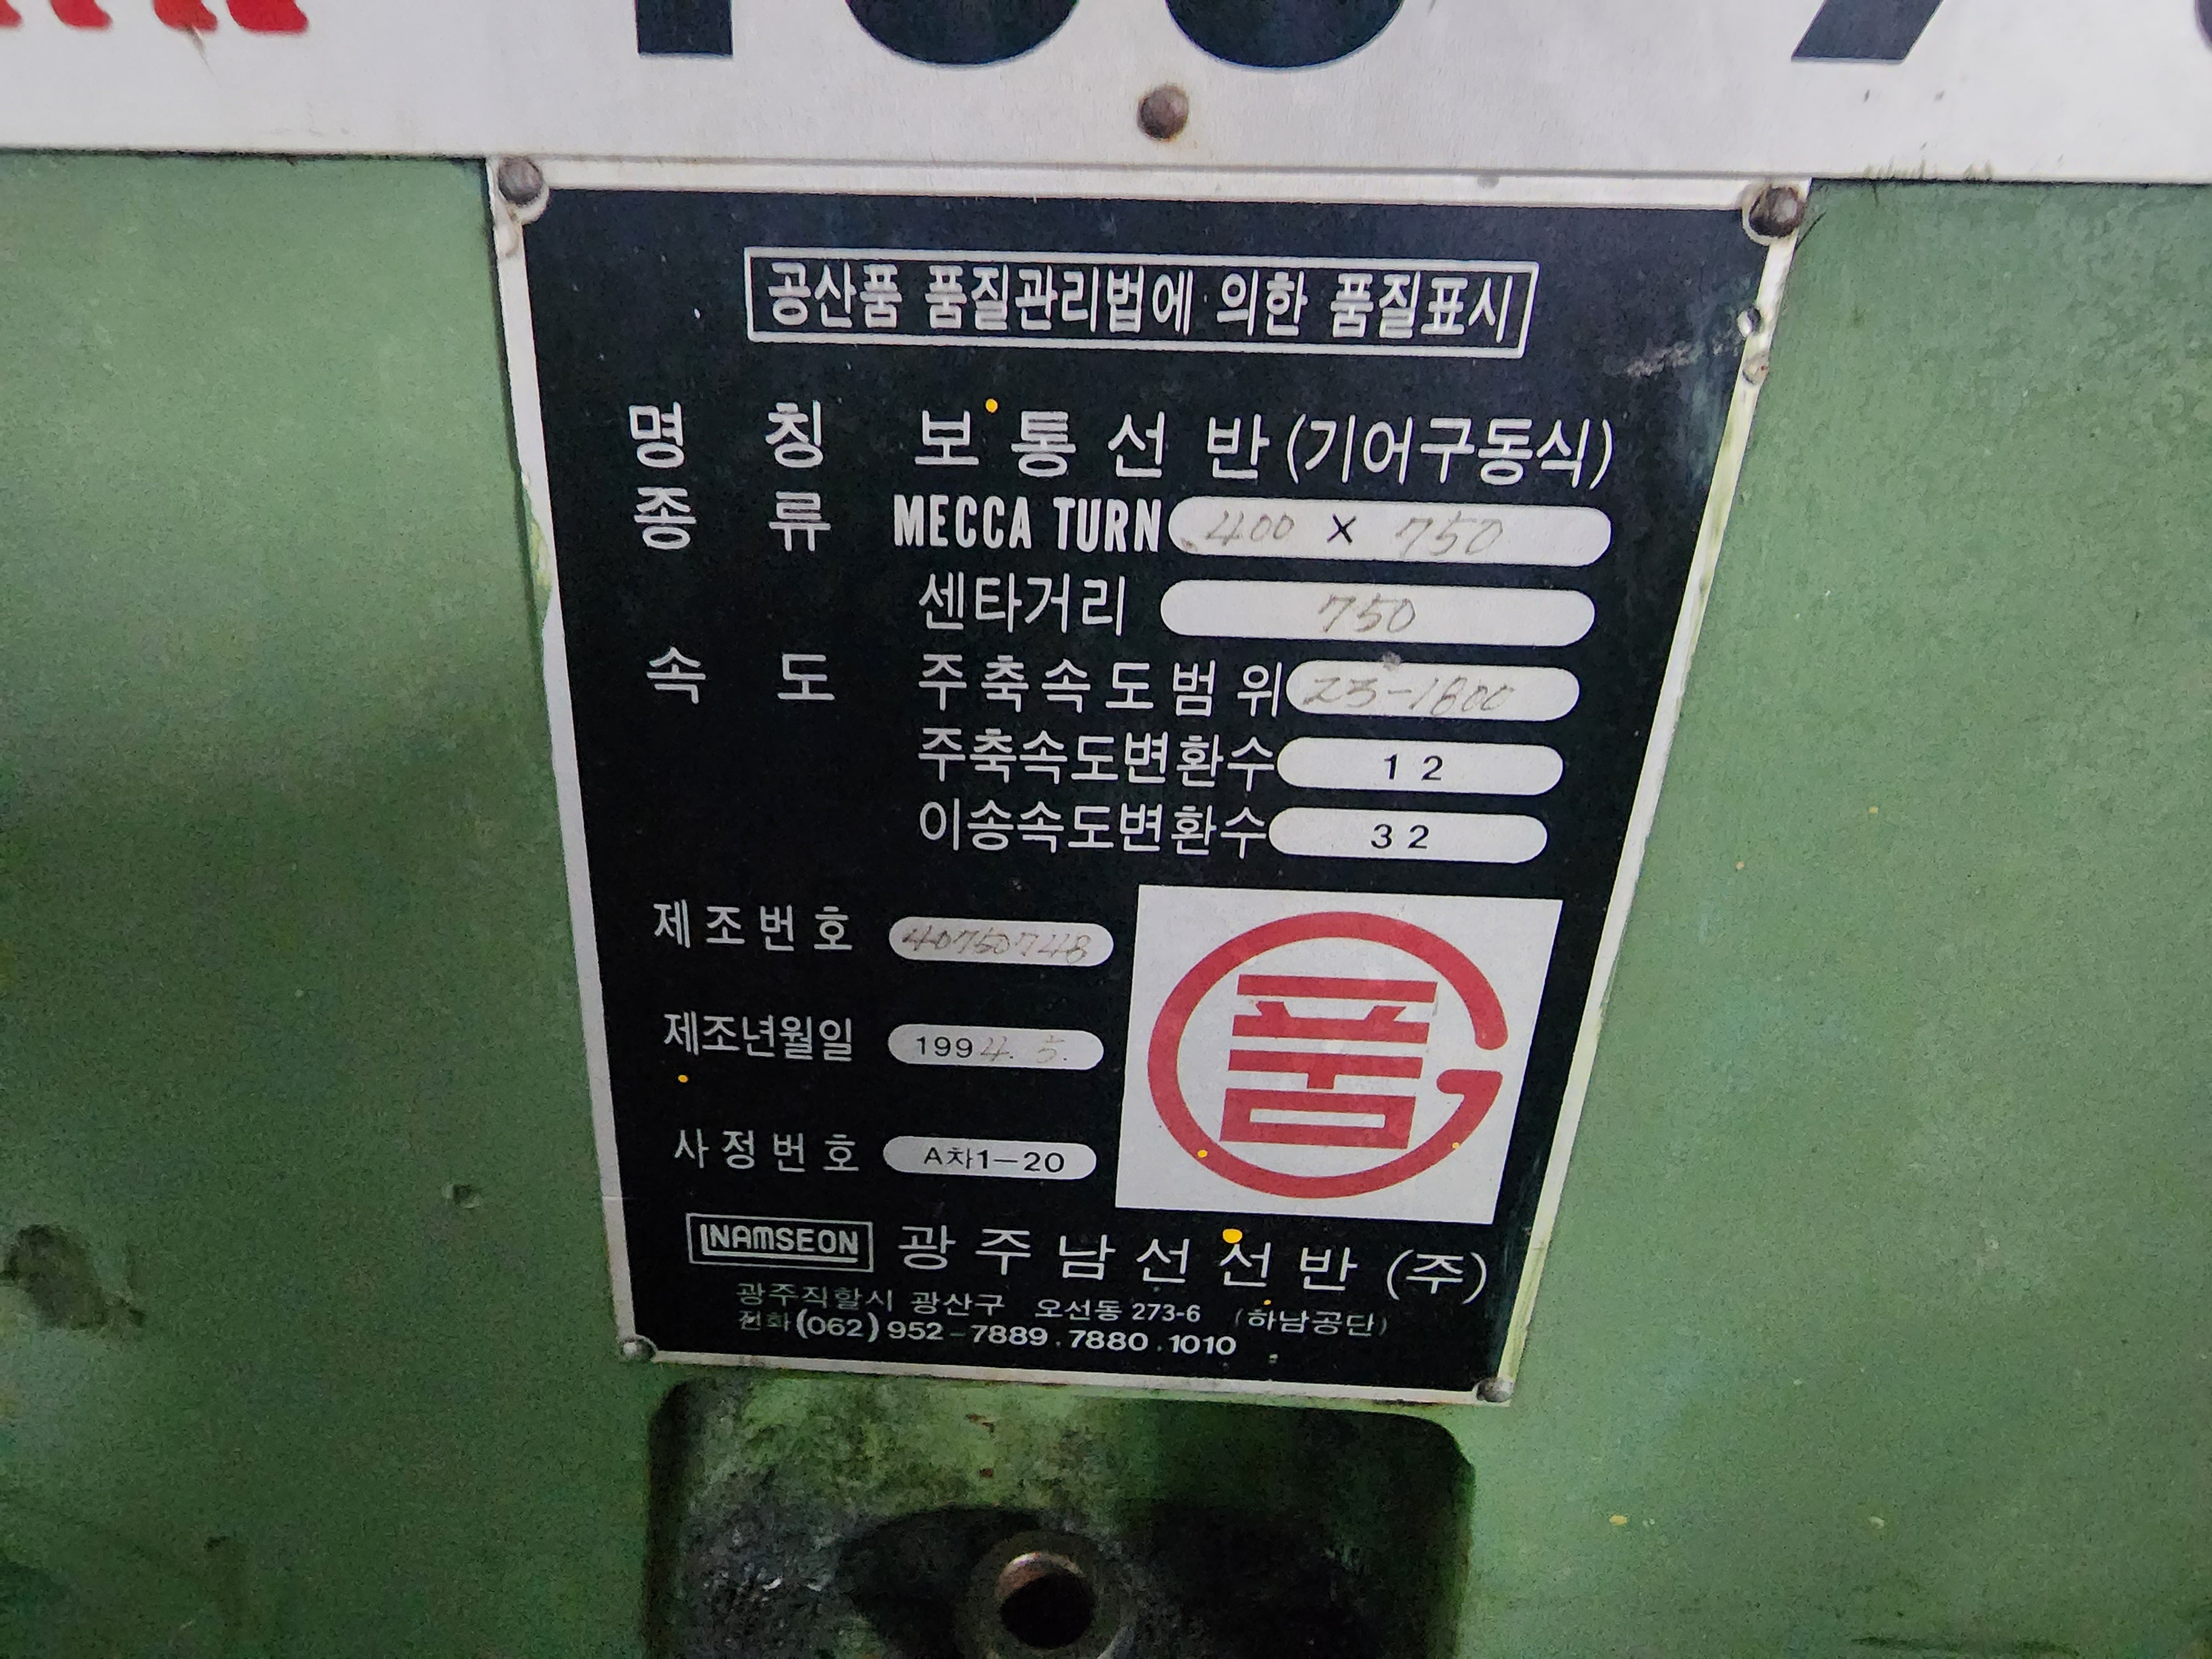 공산품 품질관리법에 의한 품질표시
명칭 보통선반(기어구동식)
종류 MECCA TURN 400 X 750
센타거리 750
속도 주축속도범위 23-1800
주축속도변환수 12
이송속도변환수 32
제조번호 40750748
제조년월일 1994. 5.
사정번호 A차1-20
품
NAMSEON 광주남선선반(주)
광주직할시 광산구 오선동 273-6 (하남공단)
전화(062)952-7889.7880.1010